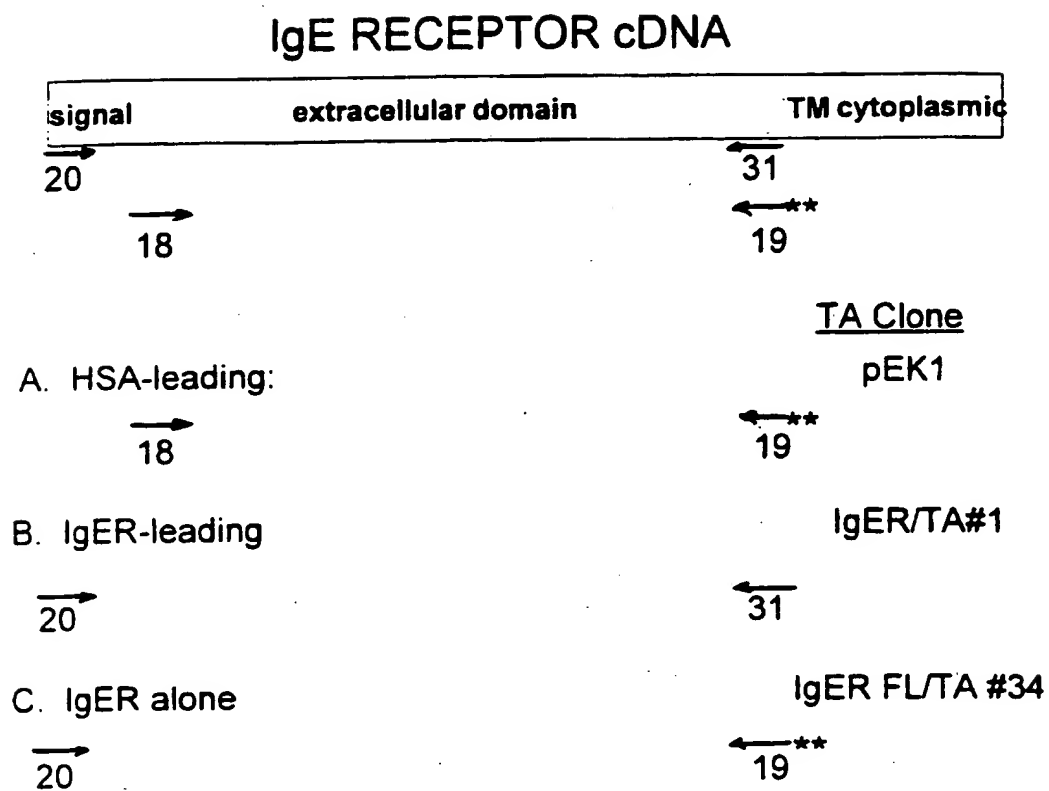 IgE RECEPTOR cDNA
signal extracellular domain TM cytoplasmic
20 31
**
18 19
TA Clone
A. HSA-leading: pEK1
**
18 19
B. IgER-leading IgER/TA#1
20 31
C. IgER alone IgER FL/TA #34
**
20 19